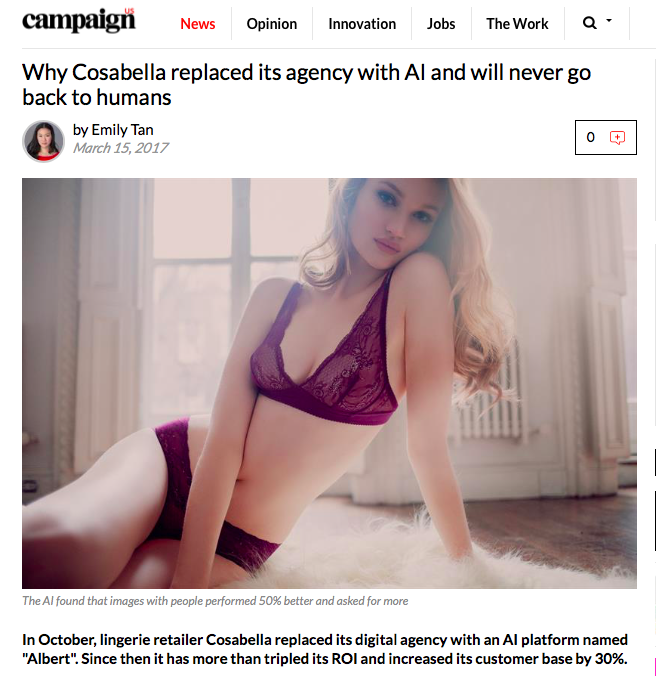 campaign US
News Opinion Innovation Jobs The Work
Why Cosabella replaced its agency with AI and will never go
back to humans
by Emily Tan
March 15, 2017
0
The AI found that images with people performed 50% better and asked for more
In October, lingerie retailer Cosabella replaced its digital agency with an AI platform named
"Albert". Since then it has more than tripled its ROI and increased its customer base by 30%.